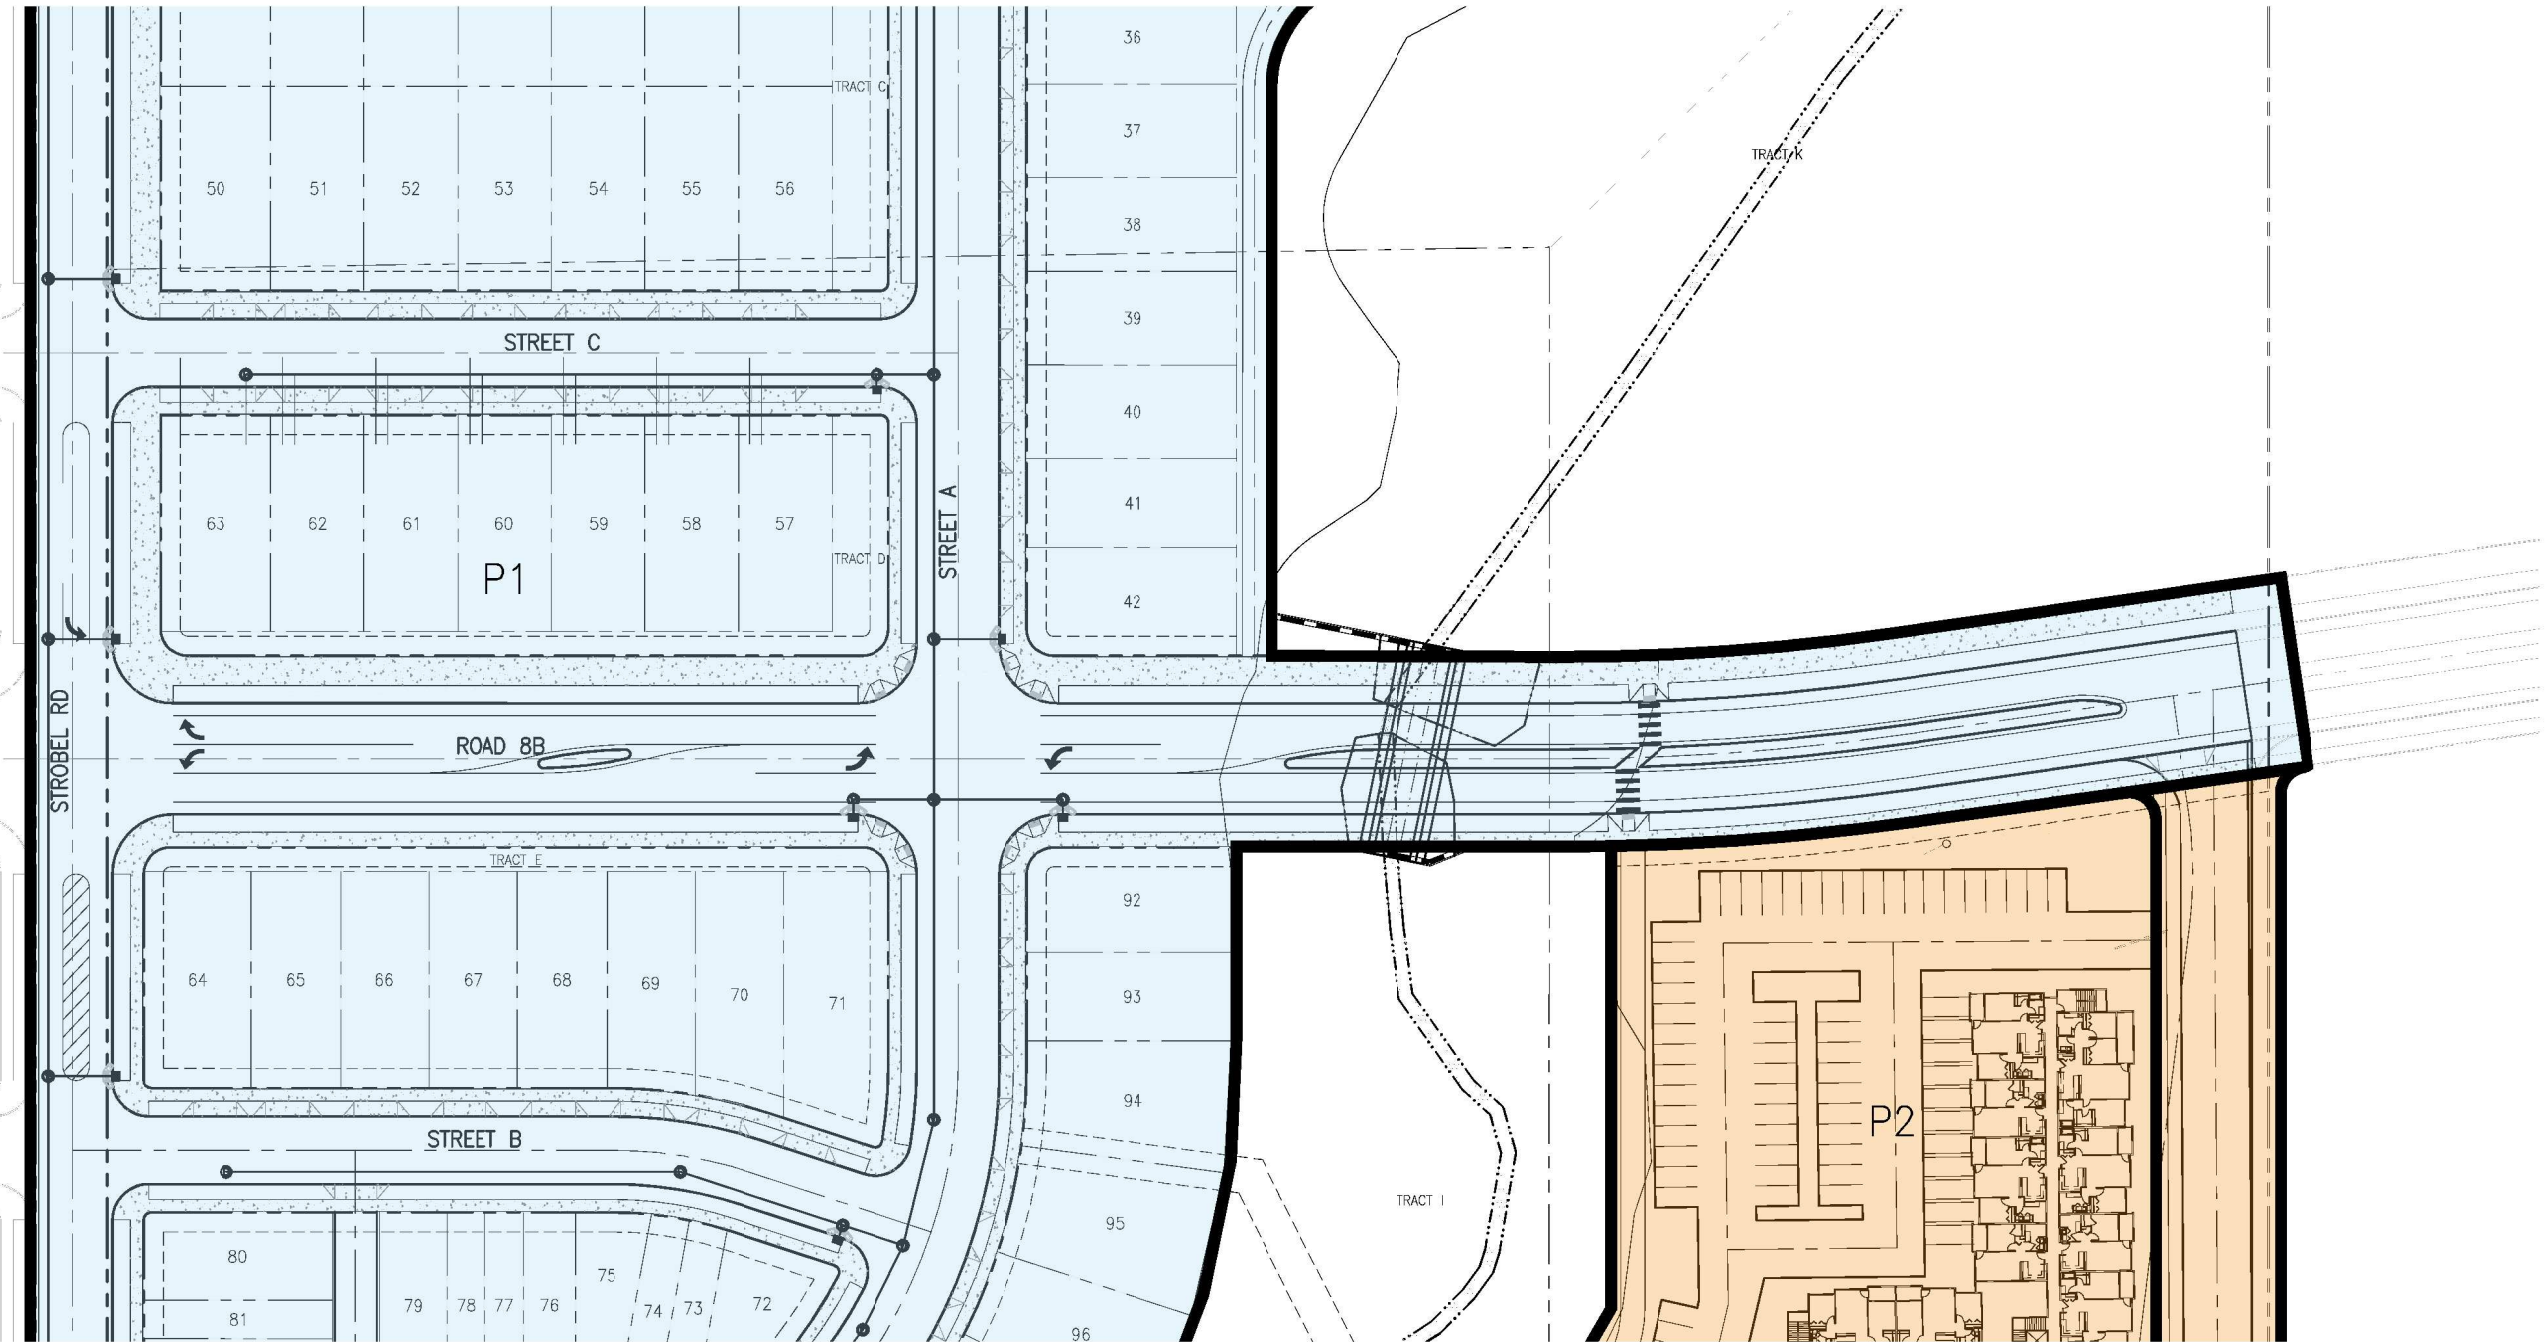 36
TRACT C
37
TRACT K
50 51 52 53 54 55 56
38
39
STREET C
40
STREET A
41
63 62 61 60 59 58 57
TRACT D
P1
42
STROBEL RD
ROAD 8B
TRACT E
92
64 65 66 67 68 69 70 71
93
94
P2
STREET B
TRACT I
95
80
75
79 78 77 76 74 73 72
81
96